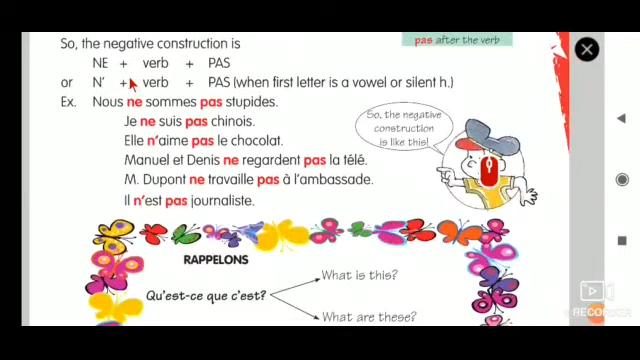 pas after the verb
So, the negative construction is
NE + verb + PAS
or N' + verb + PAS (when first letter is a vowel or silent h.)
Ex. Nous ne sommes pas stupides.
Je ne suis pas chinois.
Elle n'aime pas le chocolat.
Manuel et Denis ne regardent pas la télé.
M. Dupont ne travaille pas à l'ambassade.
Il n'est pas journaliste.
So, the negative
construction
is like this!
RAPPELONS
Qu'est-ce que c'est?
What is this?
What are these?
RECORDER